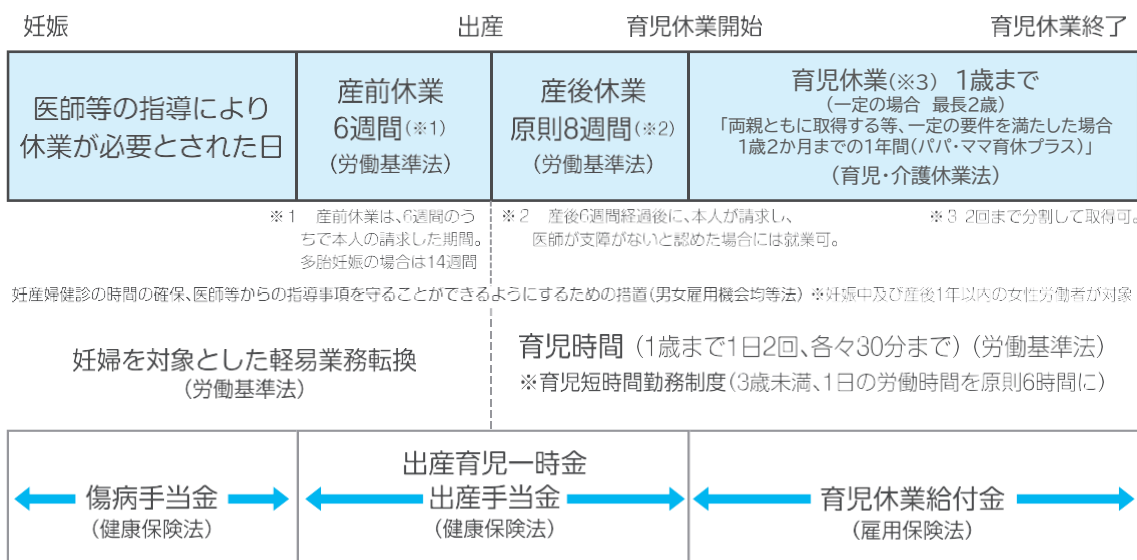 妊娠
出産
育児休業開始
育児休業終了
医師等の指導により
休業が必要とされた日
産前休業
6週間(※1)
(労働基準法)
産後休業
原則8週間(※2)
(労働基準法)
育児休業(※3) 1歳まで
(一定の場合 最長2歳)
「両親ともに取得する等、一定の要件を満たした場合
1歳2か月までの1年間(パパ・ママ育休プラス)」
(育児・介護休業法)
※1 産前休業は、6週間のう
ちで本人の請求した期間。
多胎妊娠の場合は14週間
※2 産後6週間経過後に、本人が請求し、
医師が支障がないと認めた場合には就業可。
※3 2回まで分割して取得可。
妊産婦健診の時間の確保、医師等からの指導事項を守ることができるようにするための措置(男女雇用機会均等法) ※妊娠中及び産後1年以内の女性労働者が対象
妊婦を対象とした軽易業務転換
(労働基準法)
育児時間 (1歳まで1日2回、各々30分まで) (労働基準法)
※育児短時間勤務制度(3歳未満、1日の労働時間を原則6時間に)
傷病手当金
(健康保険法)
出産育児一時金
出産手当金
(健康保険法)
育児休業給付金
(雇用保険法)